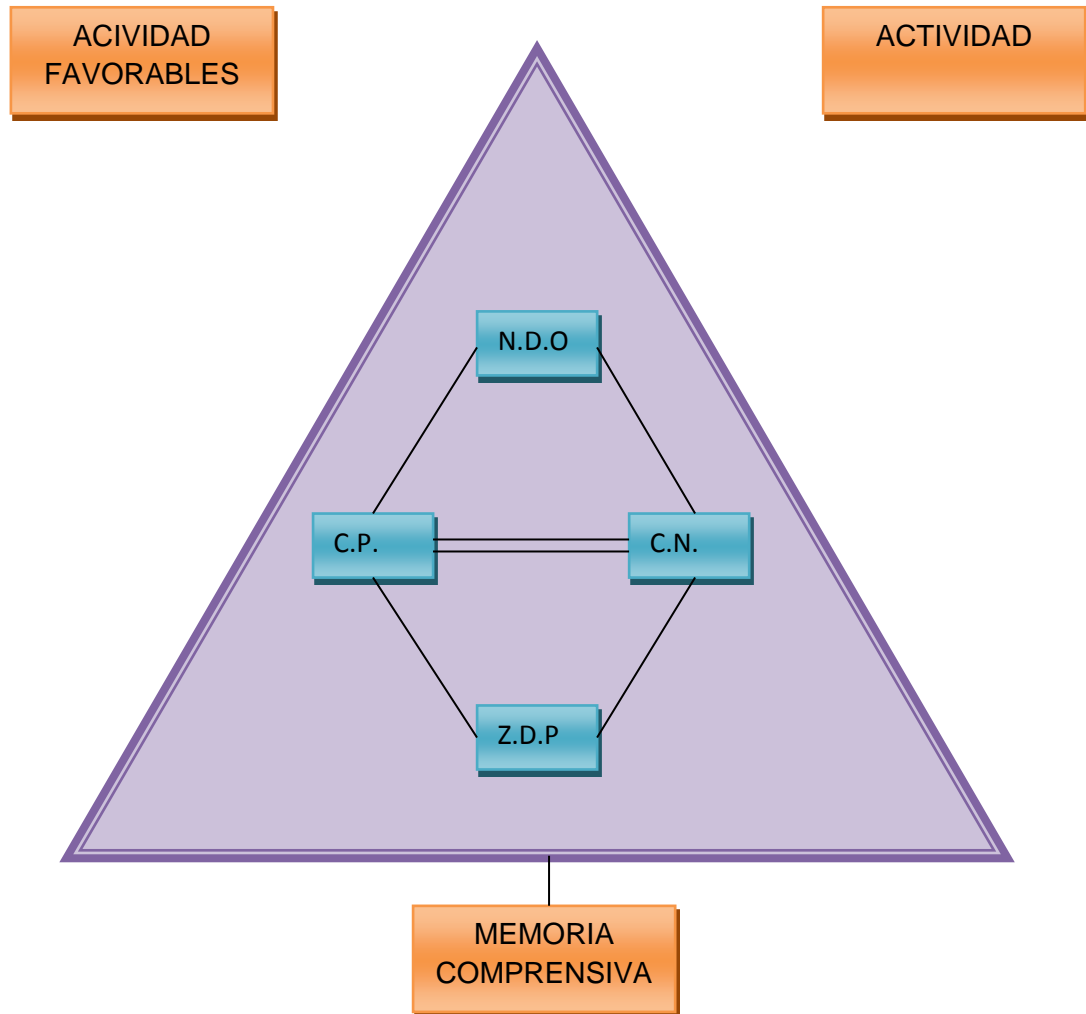 ACIVIDAD
FAVORABLES
ACTIVIDAD
N.D.O
C.P.
C.N.
Z.D.P
MEMORIA
COMPRENSIVA